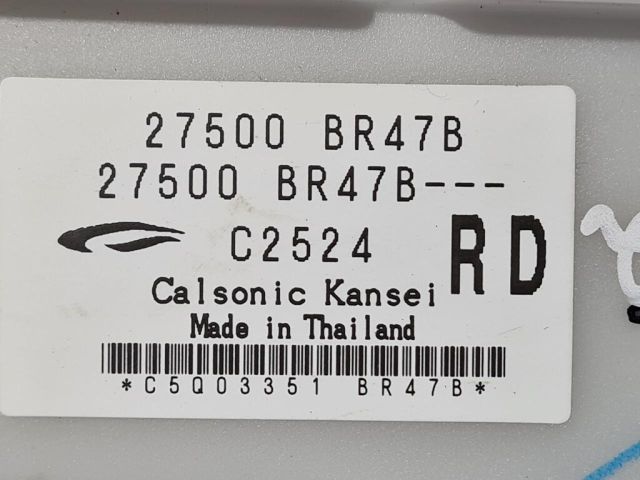 27500 BR47B
27500 BR47B---
C2524 RD
Calsonic Kansei
Made in Thailand
*C5Q03351 BR47B*